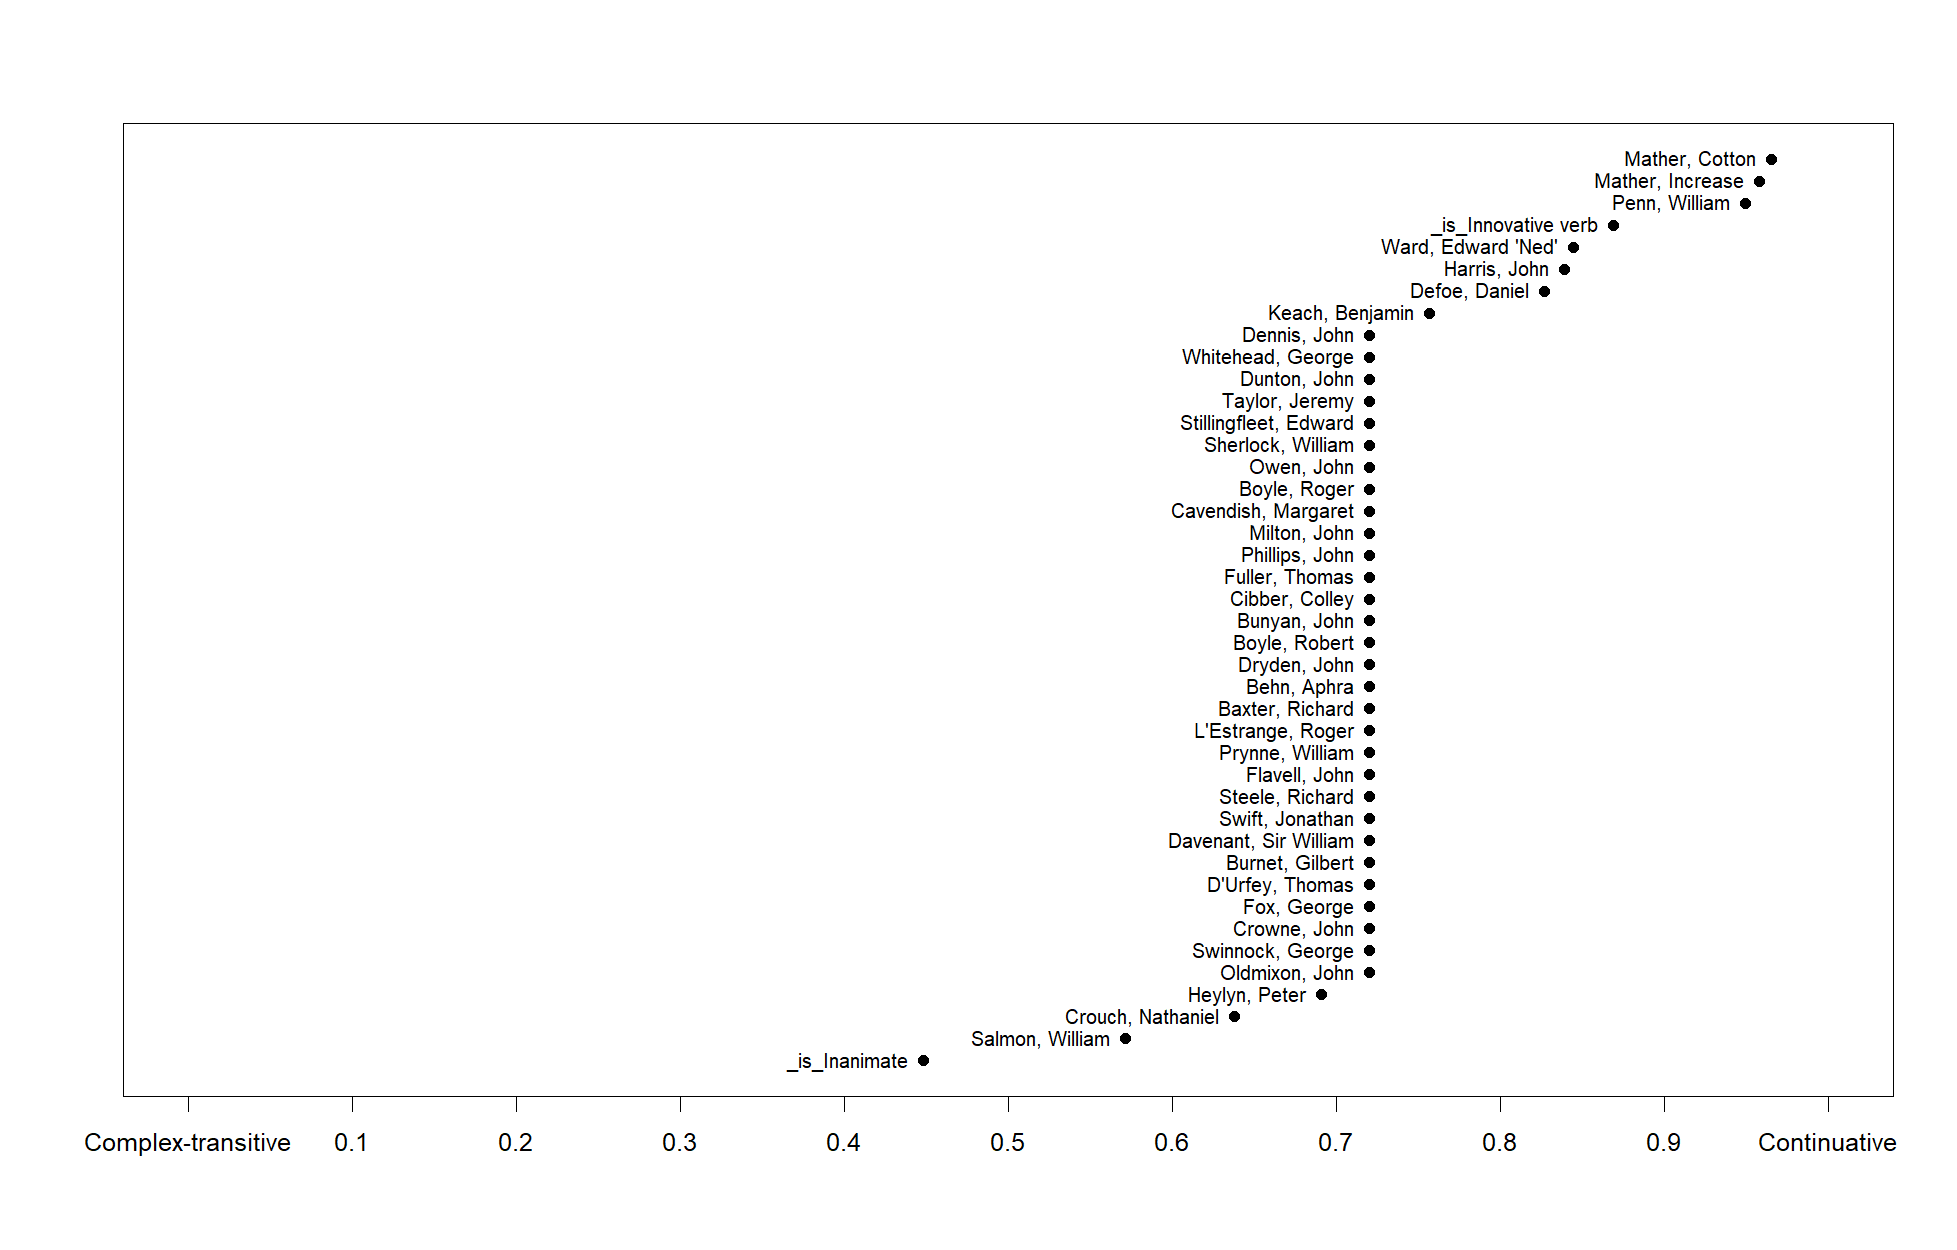 Mather, Cotton
Mather, Increase
Penn, William
_is_Innovative verb
Ward, Edward 'Ned'
Harris, John
Defoe, Daniel
Keach, Benjamin
Dennis, John
Whitehead, George
Dunton, John
Taylor, Jeremy
Stillingfleet, Edward
Sherlock, William
Owen, John
Boyle, Roger
Cavendish, Margaret
Milton, John
Phillips, John
Fuller, Thomas
Cibber, Colley
Bunyan, John
Boyle, Robert
Dryden, John
Behn, Aphra
Baxter, Richard
L'Estrange, Roger
Prynne, William
Flavell, John
Steele, Richard
Swift, Jonathan
Davenant, Sir William
Burnet, Gilbert
D'Urfey, Thomas
Fox, George
Crowne, John
Swinnock, George
Oldmixon, John
Heylyn, Peter
Crouch, Nathaniel
Salmon, William
_is_Inanimate
Complex-transitive 0.1 0.2 0.3 0.4 0.5 0.6 0.7 0.8 0.9 Continuative